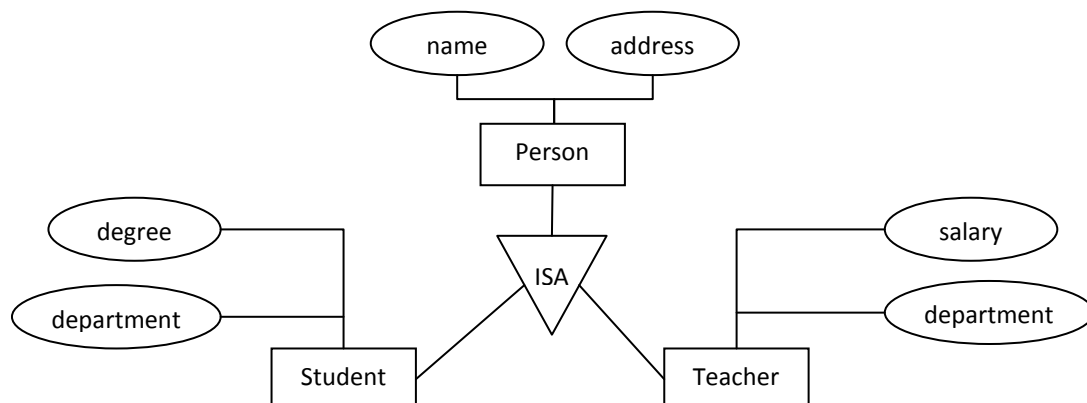 name
address
Person
degree
salary
ISA
department
department
Student
Teacher